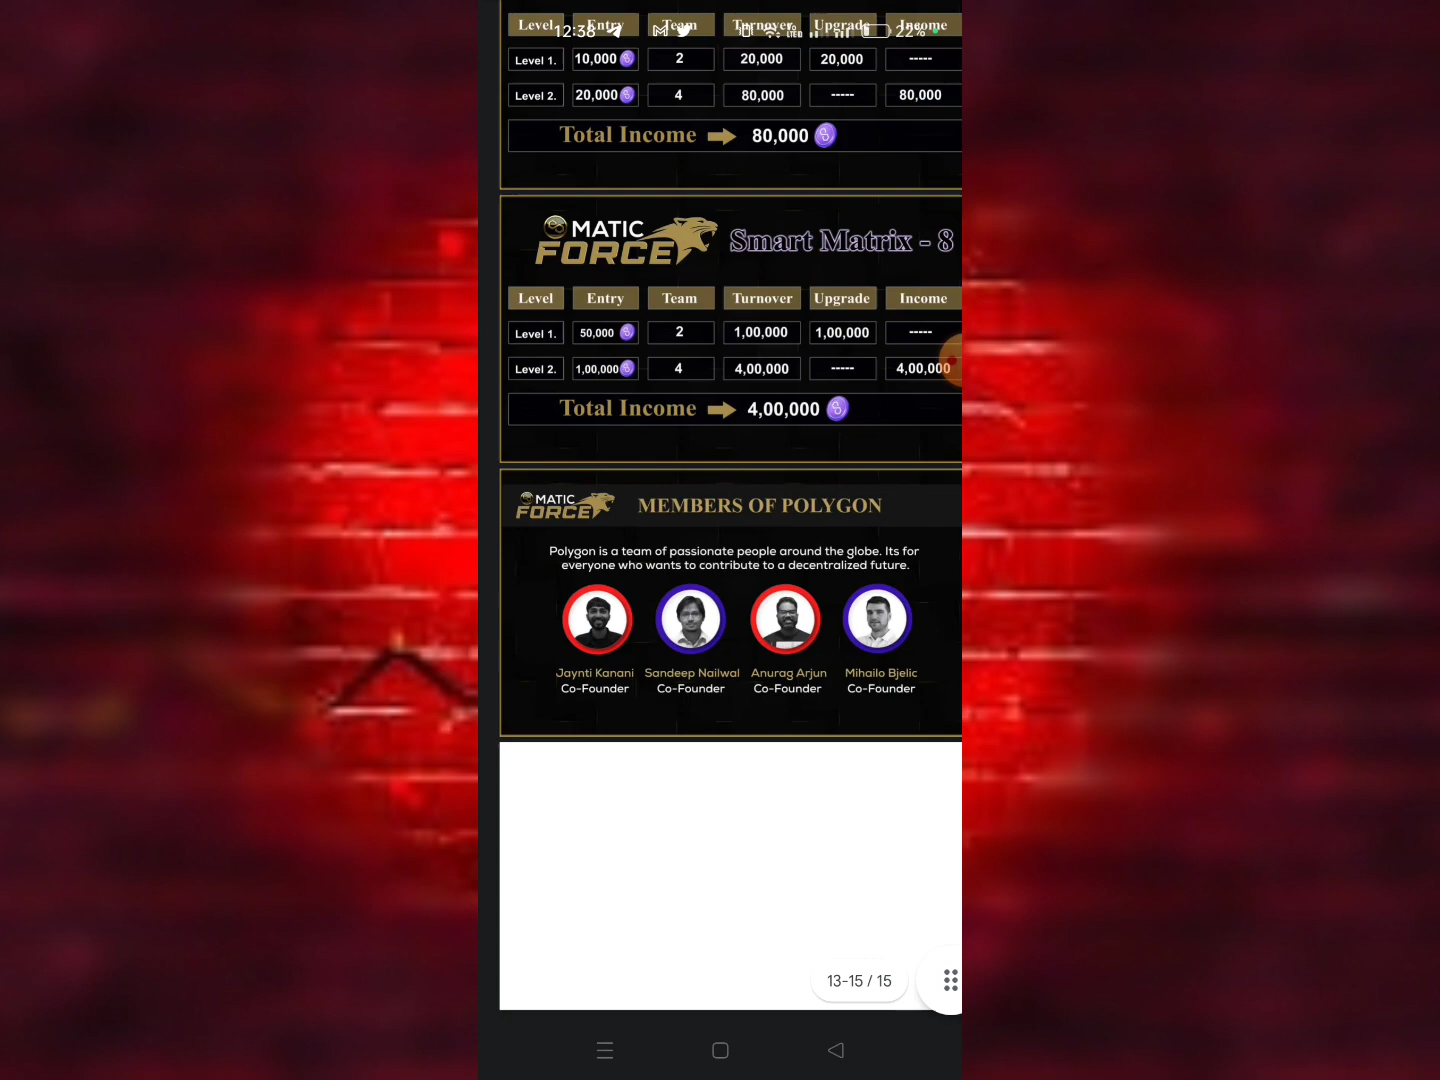 12:38 22%
Level Entry Team Turnover Upgrade Income
Level 1. 10,000 2 20,000 20,000 -----
Level 2. 20,000 4 80,000 ----- 80,000
Total Income 80,000
MATIC FORCE Smart Matrix - 8
Level Entry Team Turnover Upgrade Income
Level 1. 50,000 2 1,00,000 1,00,000 -----
Level 2. 1,00,000 4 4,00,000 ----- 4,00,000
Total Income 4,00,000
MATIC FORCE MEMBERS OF POLYGON
Polygon is a team of passionate people around the globe. Its for
everyone who wants to contribute to a decentralized future.
Jaynti Kanani Sandeep Nailwal Anurag Arjun Mihailo Bjelic
Co-Founder Co-Founder Co-Founder Co-Founder
13-15 / 15